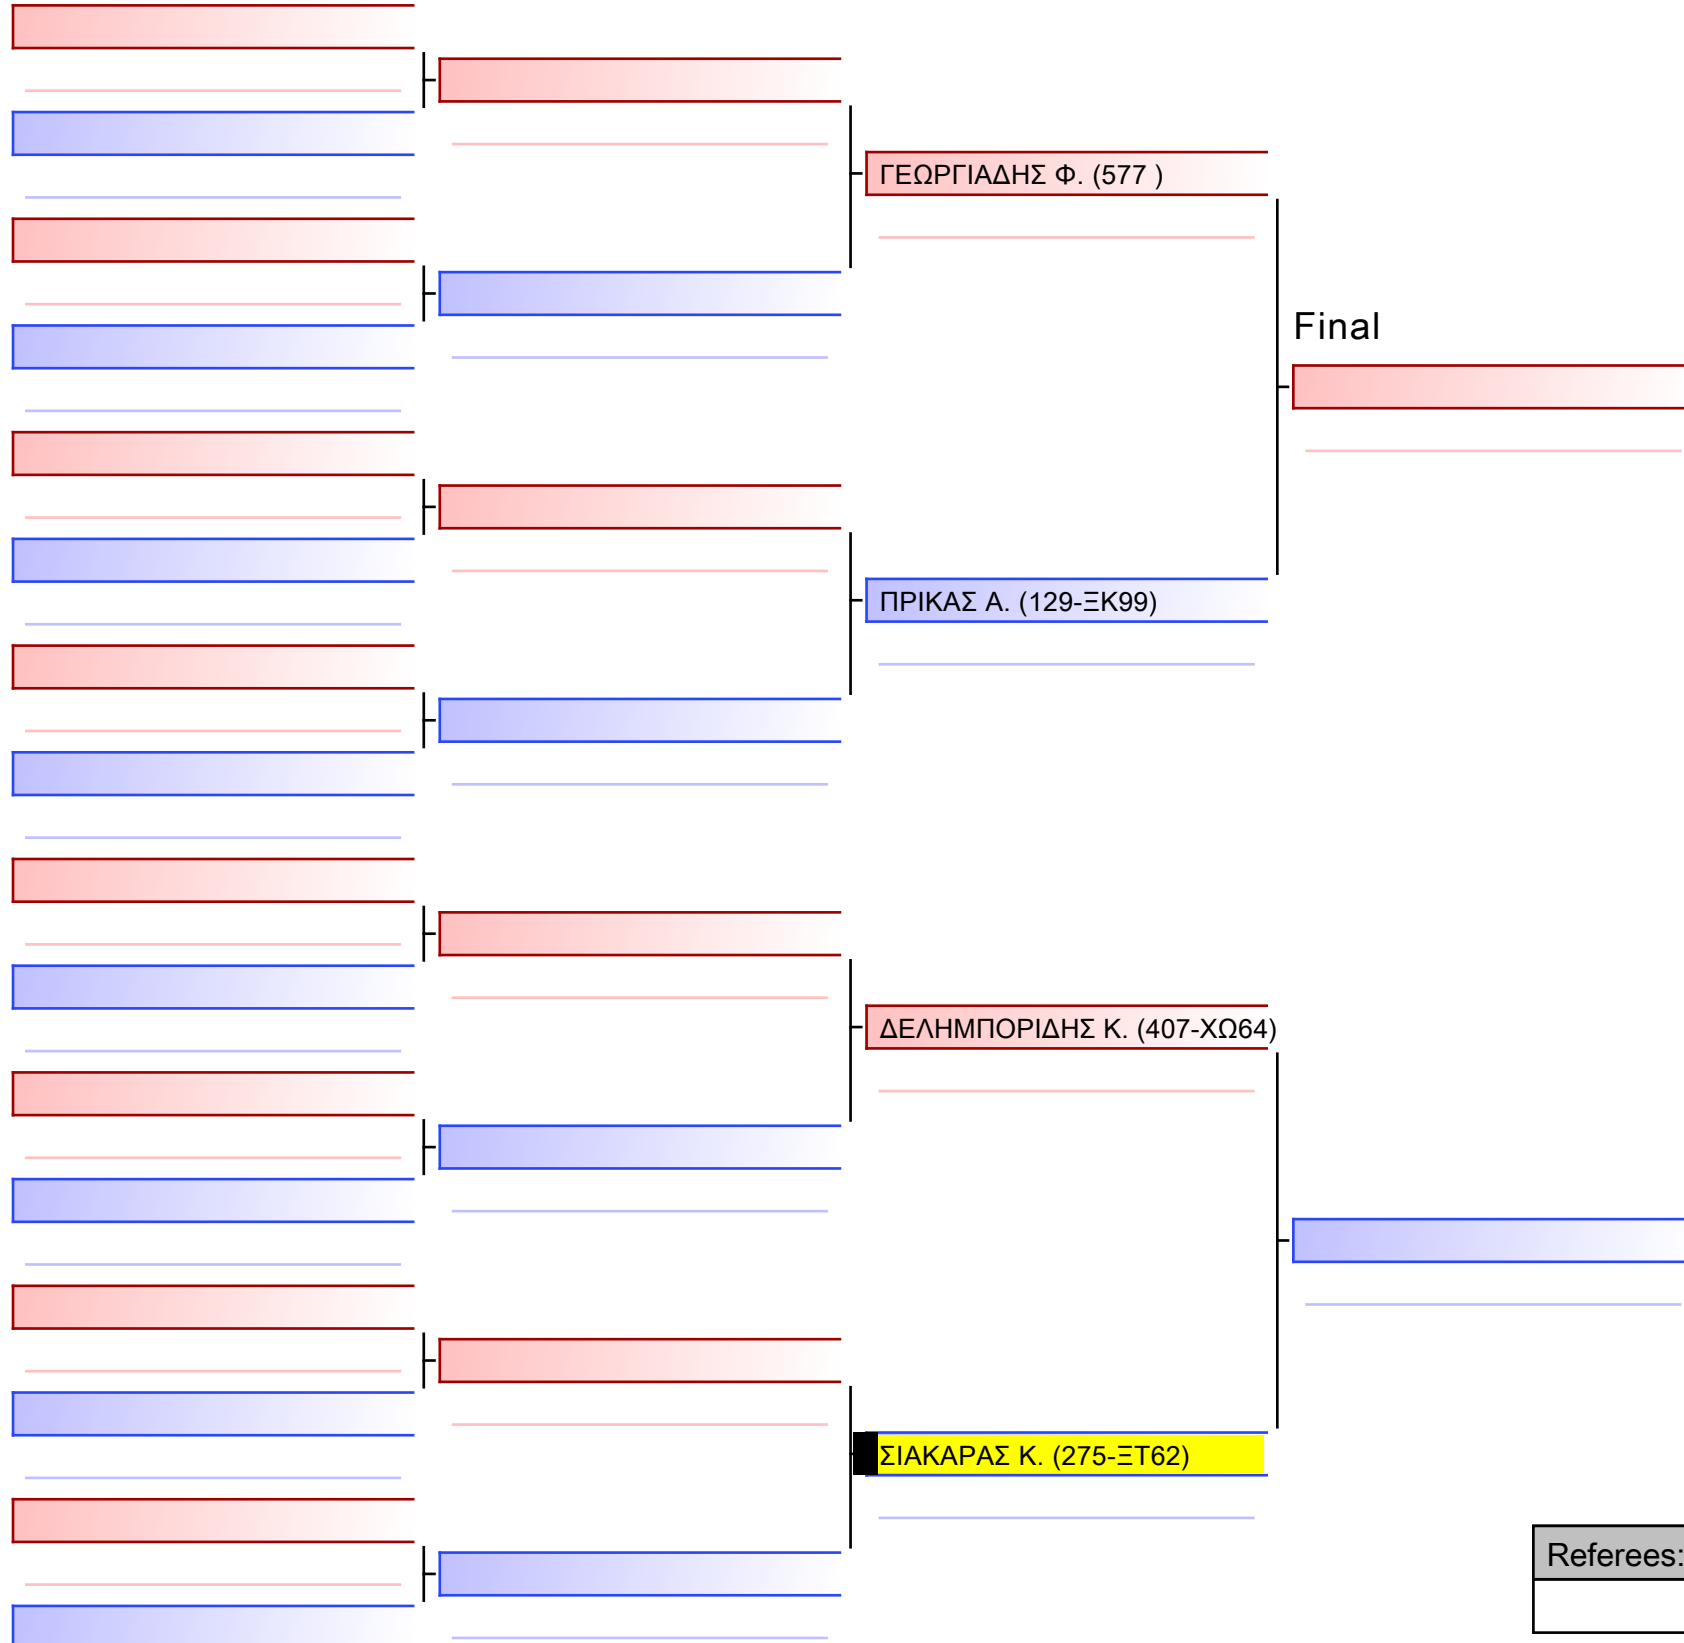 ΓΕΩΡΓΙΑΔΗΣ Φ. (577 )
Final
ΠΡΙΚΑΣ Α. (129-ΞΚ99)
ΔΕΛΗΜΠΟΡΙΔΗΣ Κ. (407-ΧΩ64)
ΣΙΑΚΑΡΑΣ Κ. (275-ΞΤ62)
Referees: